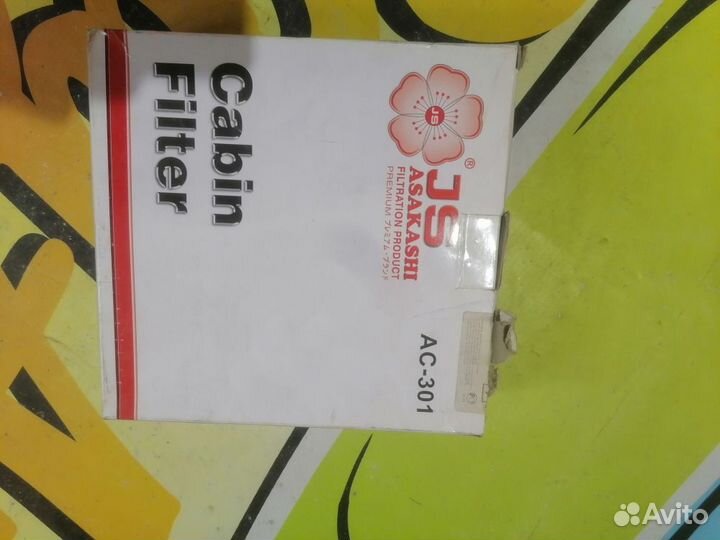 JS
®
JS
ASAKASHI
FILTRATION PRODUCT
PREMIUM プレミアム・ブランド
AC-301
Cabin
Filter
Avito